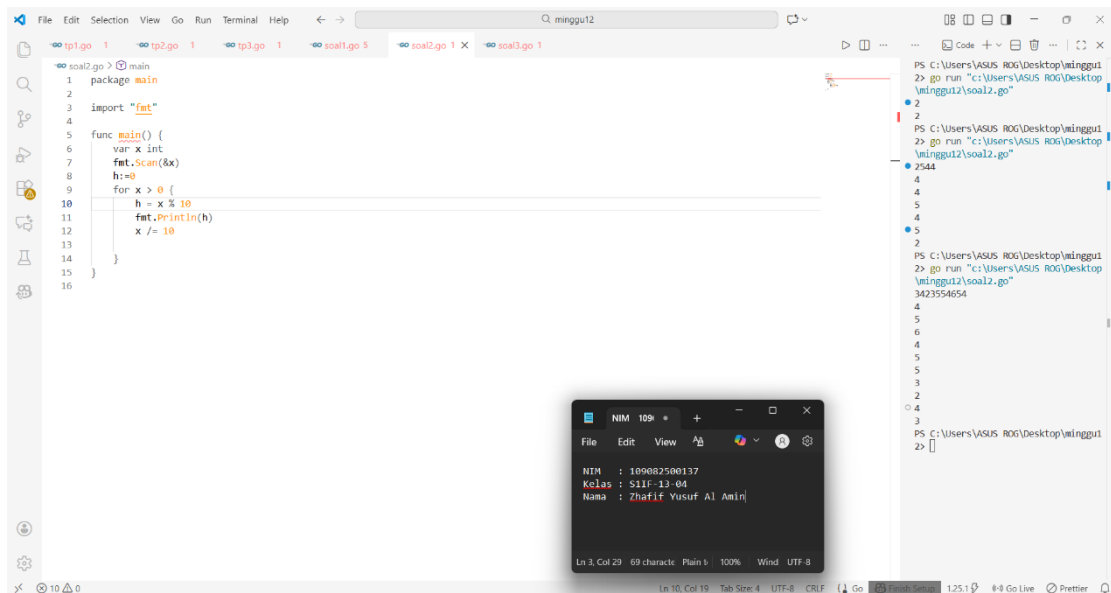 File Edit Selection View Go Run Terminal Help
minggu12
tp1.go 1 tp2.go 1 tp3.go 1 soal1.go 5 soal2.go 1 soal3.go 1
soal2.go > main
1 package main
2
3 import "fmt"
4
5 func main() {
6 var x int
7 fmt.Scan(&x)
8 h:=0
9 for x > 0 {
10 h = x % 10
11 fmt.Println(h)
12 x /= 10
13
14 }
15 }
16
Code
PS C:\Users\ASUS ROG\Desktop\minggu1
2> go run "c:\Users\ASUS ROG\Desktop
\minggu12\soal2.go"
2
2
PS C:\Users\ASUS ROG\Desktop\minggu1
2> go run "c:\Users\ASUS ROG\Desktop
\minggu12\soal2.go"
2544
4
4
5
4
5
2
PS C:\Users\ASUS ROG\Desktop\minggu1
2> go run "c:\Users\ASUS ROG\Desktop
\minggu12\soal2.go"
3423554654
4
5
6
4
5
5
3
2
4
3
PS C:\Users\ASUS ROG\Desktop\minggu1
2>
NIM 109
File Edit View
NIM : 109082500137
Kelas : S1IF-13-04
Nama : Zhafif Yusuf Al Amin
Ln 3, Col 29 69 characte Plain t 100% Wind UTF-8
10 0 Ln 10, Col 19 Tab Size: 4 UTF-8 CRLF Go Finish Setup 1.25.1 Go Live Prettier